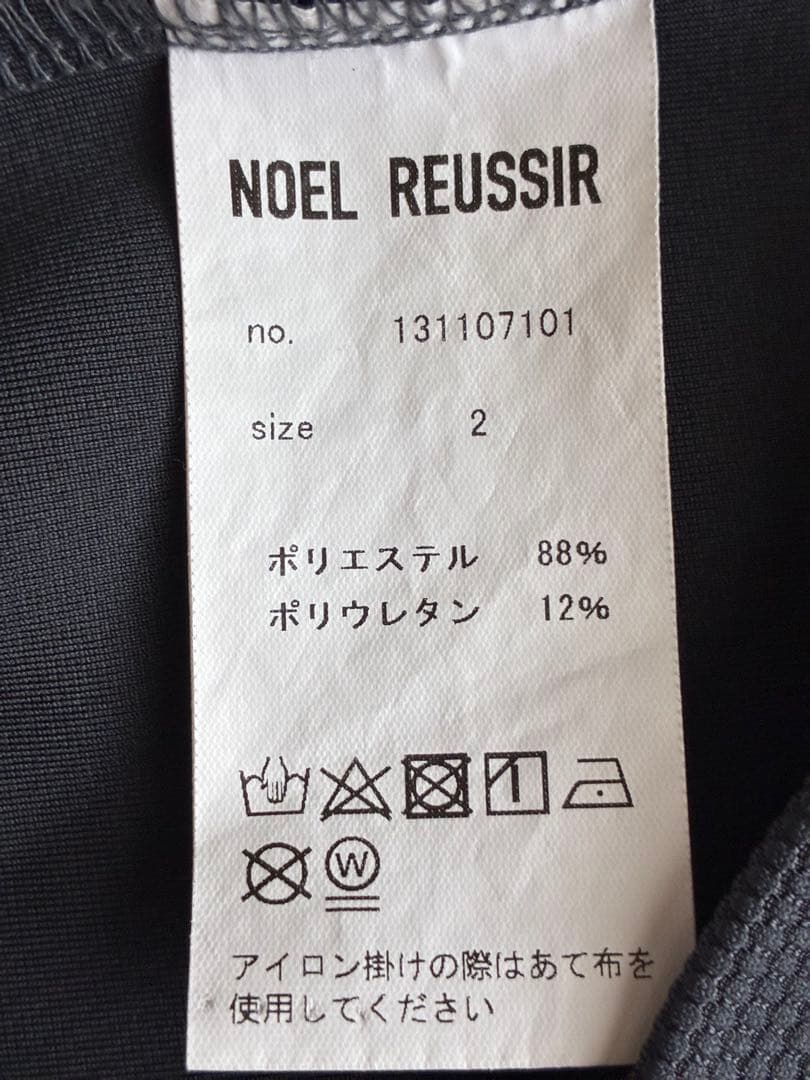 NOEL REUSSIR
no. 131107101
size 2
ポリエステル 88%
ポリウレタン 12%
W
アイロン掛けの際はあて布を
使用してください